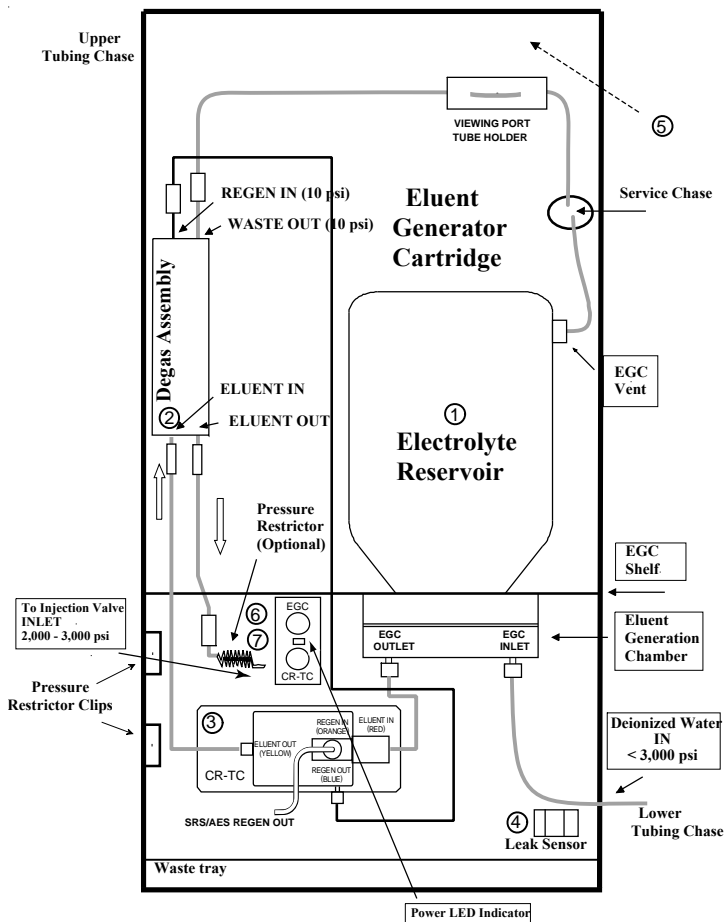 Upper
Tubing Chase
⑤
VIEWING PORT
TUBE HOLDER
REGEN IN (10 psi)
WASTE OUT (10 psi)
Eluent
Generator
Cartridge
Service Chase
Degas Assembly
ELUENT IN
②
ELUENT OUT
EGC
Vent
①
Electrolyte
Reservoir
Pressure
Restrictor
(Optional)
EGC
Shelf
To Injection Valve
INLET
2,000 - 3,000 psi
⑥
⑦
EGC
CR-TC
EGC
OUTLET
EGC
INLET
Eluent
Generation
Chamber
Pressure
Restrictor Clips
③
REGEN IN
(ORANGE)
ELUENT IN
(RED)
ELUENT OUT
(YELLOW)
REGEN OUT
(BLUE)
CR-TC
Deionized Water
IN
< 3,000 psi
SRS/AES REGEN OUT
④
Leak Sensor
Lower
Tubing Chase
Waste tray
Power LED Indicator